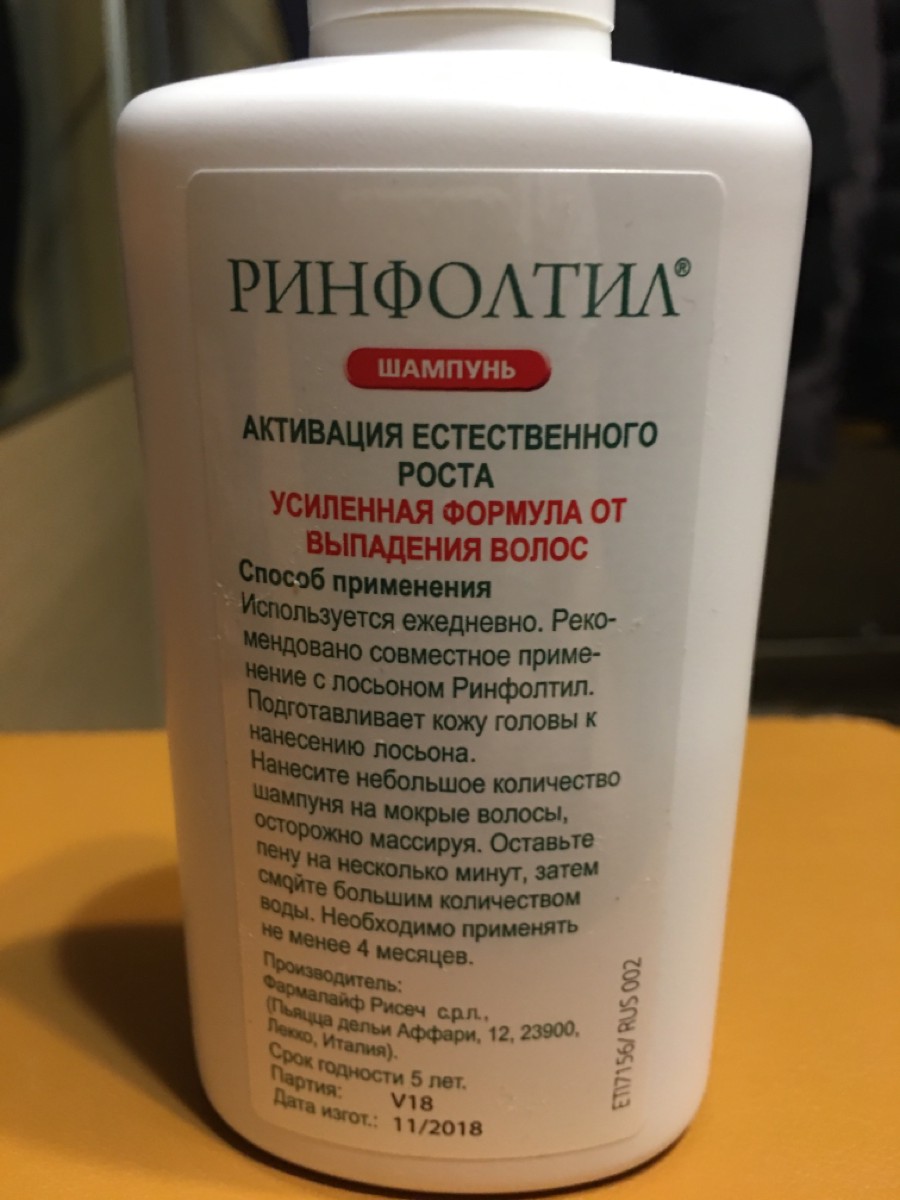 РИНФОЛТИЛ®
ШАМПУНЬ
АКТИВАЦИЯ ЕСТЕСТВЕННОГО
РОСТА
УСИЛЕННАЯ ФОРМУЛА ОТ
ВЫПАДЕНИЯ ВОЛОС
Способ применения
Используется ежедневно. Реко-
мендовано совместное приме-
нение с лосьоном Ринфолтил.
Подготавливает кожу головы к
нанесению лосьона.
Нанесите небольшое количество
шампуня на мокрые волосы,
осторожно массируя. Оставьте
пену на несколько минут, затем
смойте большим количеством
воды. Необходимо применять
не менее 4 месяцев.
Производитель:
Фармалайф Рисеч с.р.л.,
(Пьяцца дельи Аффари, 12, 23900,
Лекко, Италия).
Срок годности 5 лет.
Партия: V18
Дата изгот.: 11/2018
ETI7156/ RUS 002